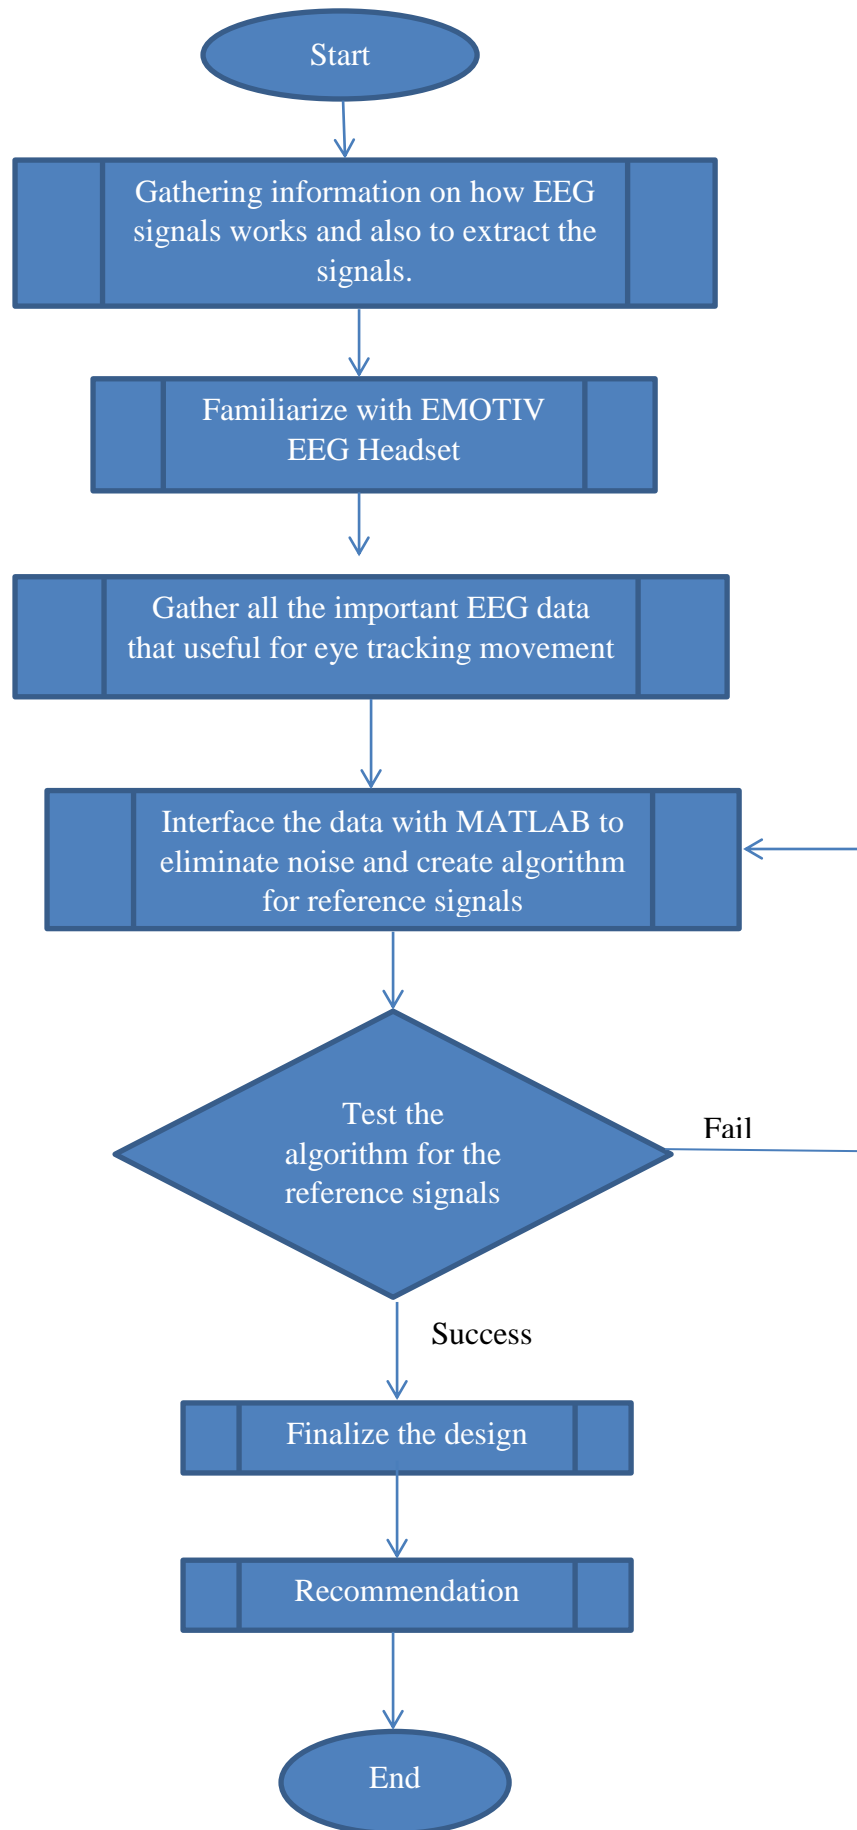 Start
Gathering information on how EEG
signals works and also to extract the
signals.
Familiarize with EMOTIV
EEG Headset
Gather all the important EEG data
that useful for eye tracking movement
Interface the data with MATLAB to
eliminate noise and create algorithm
for reference signals
Test the
algorithm for the
reference signals
Fail
Success
Finalize the design
Recommendation
End